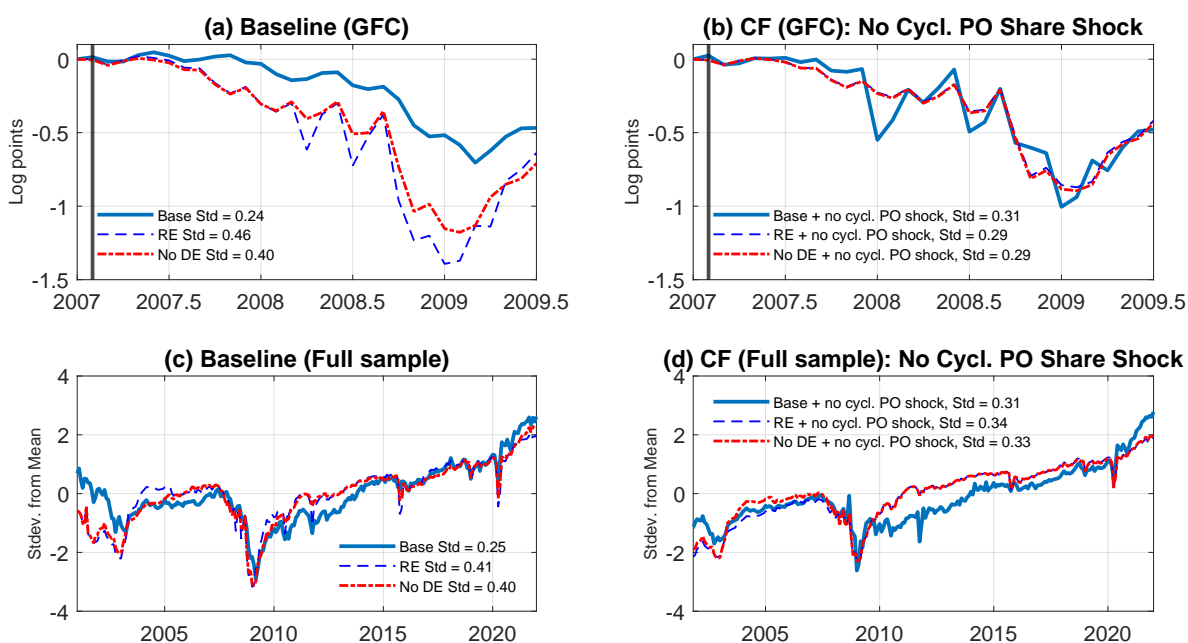 (a) Baseline (GFC)
Log points
0
-0.5
-1
-1.5
Base Std = 0.24
RE Std = 0.46
No DE Std = 0.40
2007
2007.5
2008
2008.5
2009
2009.5
(b) CF (GFC): No Cycl. PO Share Shock
Log points
0
-0.5
-1
-1.5
Base + no cycl. PO shock, Std = 0.31
RE + no cycl. PO shock, Std = 0.29
No DE + no cycl. PO shock, Std = 0.29
2007
2007.5
2008
2008.5
2009
2009.5
(c) Baseline (Full sample)
Stdev. from Mean
4
2
0
-2
-4
Base Std = 0.25
RE Std = 0.41
No DE Std = 0.40
2005
2010
2015
2020
(d) CF (Full sample): No Cycl. PO Share Shock
Stdev. from Mean
4
2
0
-2
-4
Base + no cycl. PO shock, Std = 0.31
RE + no cycl. PO shock, Std = 0.34
No DE + no cycl. PO shock, Std = 0.33
2005
2010
2015
2020